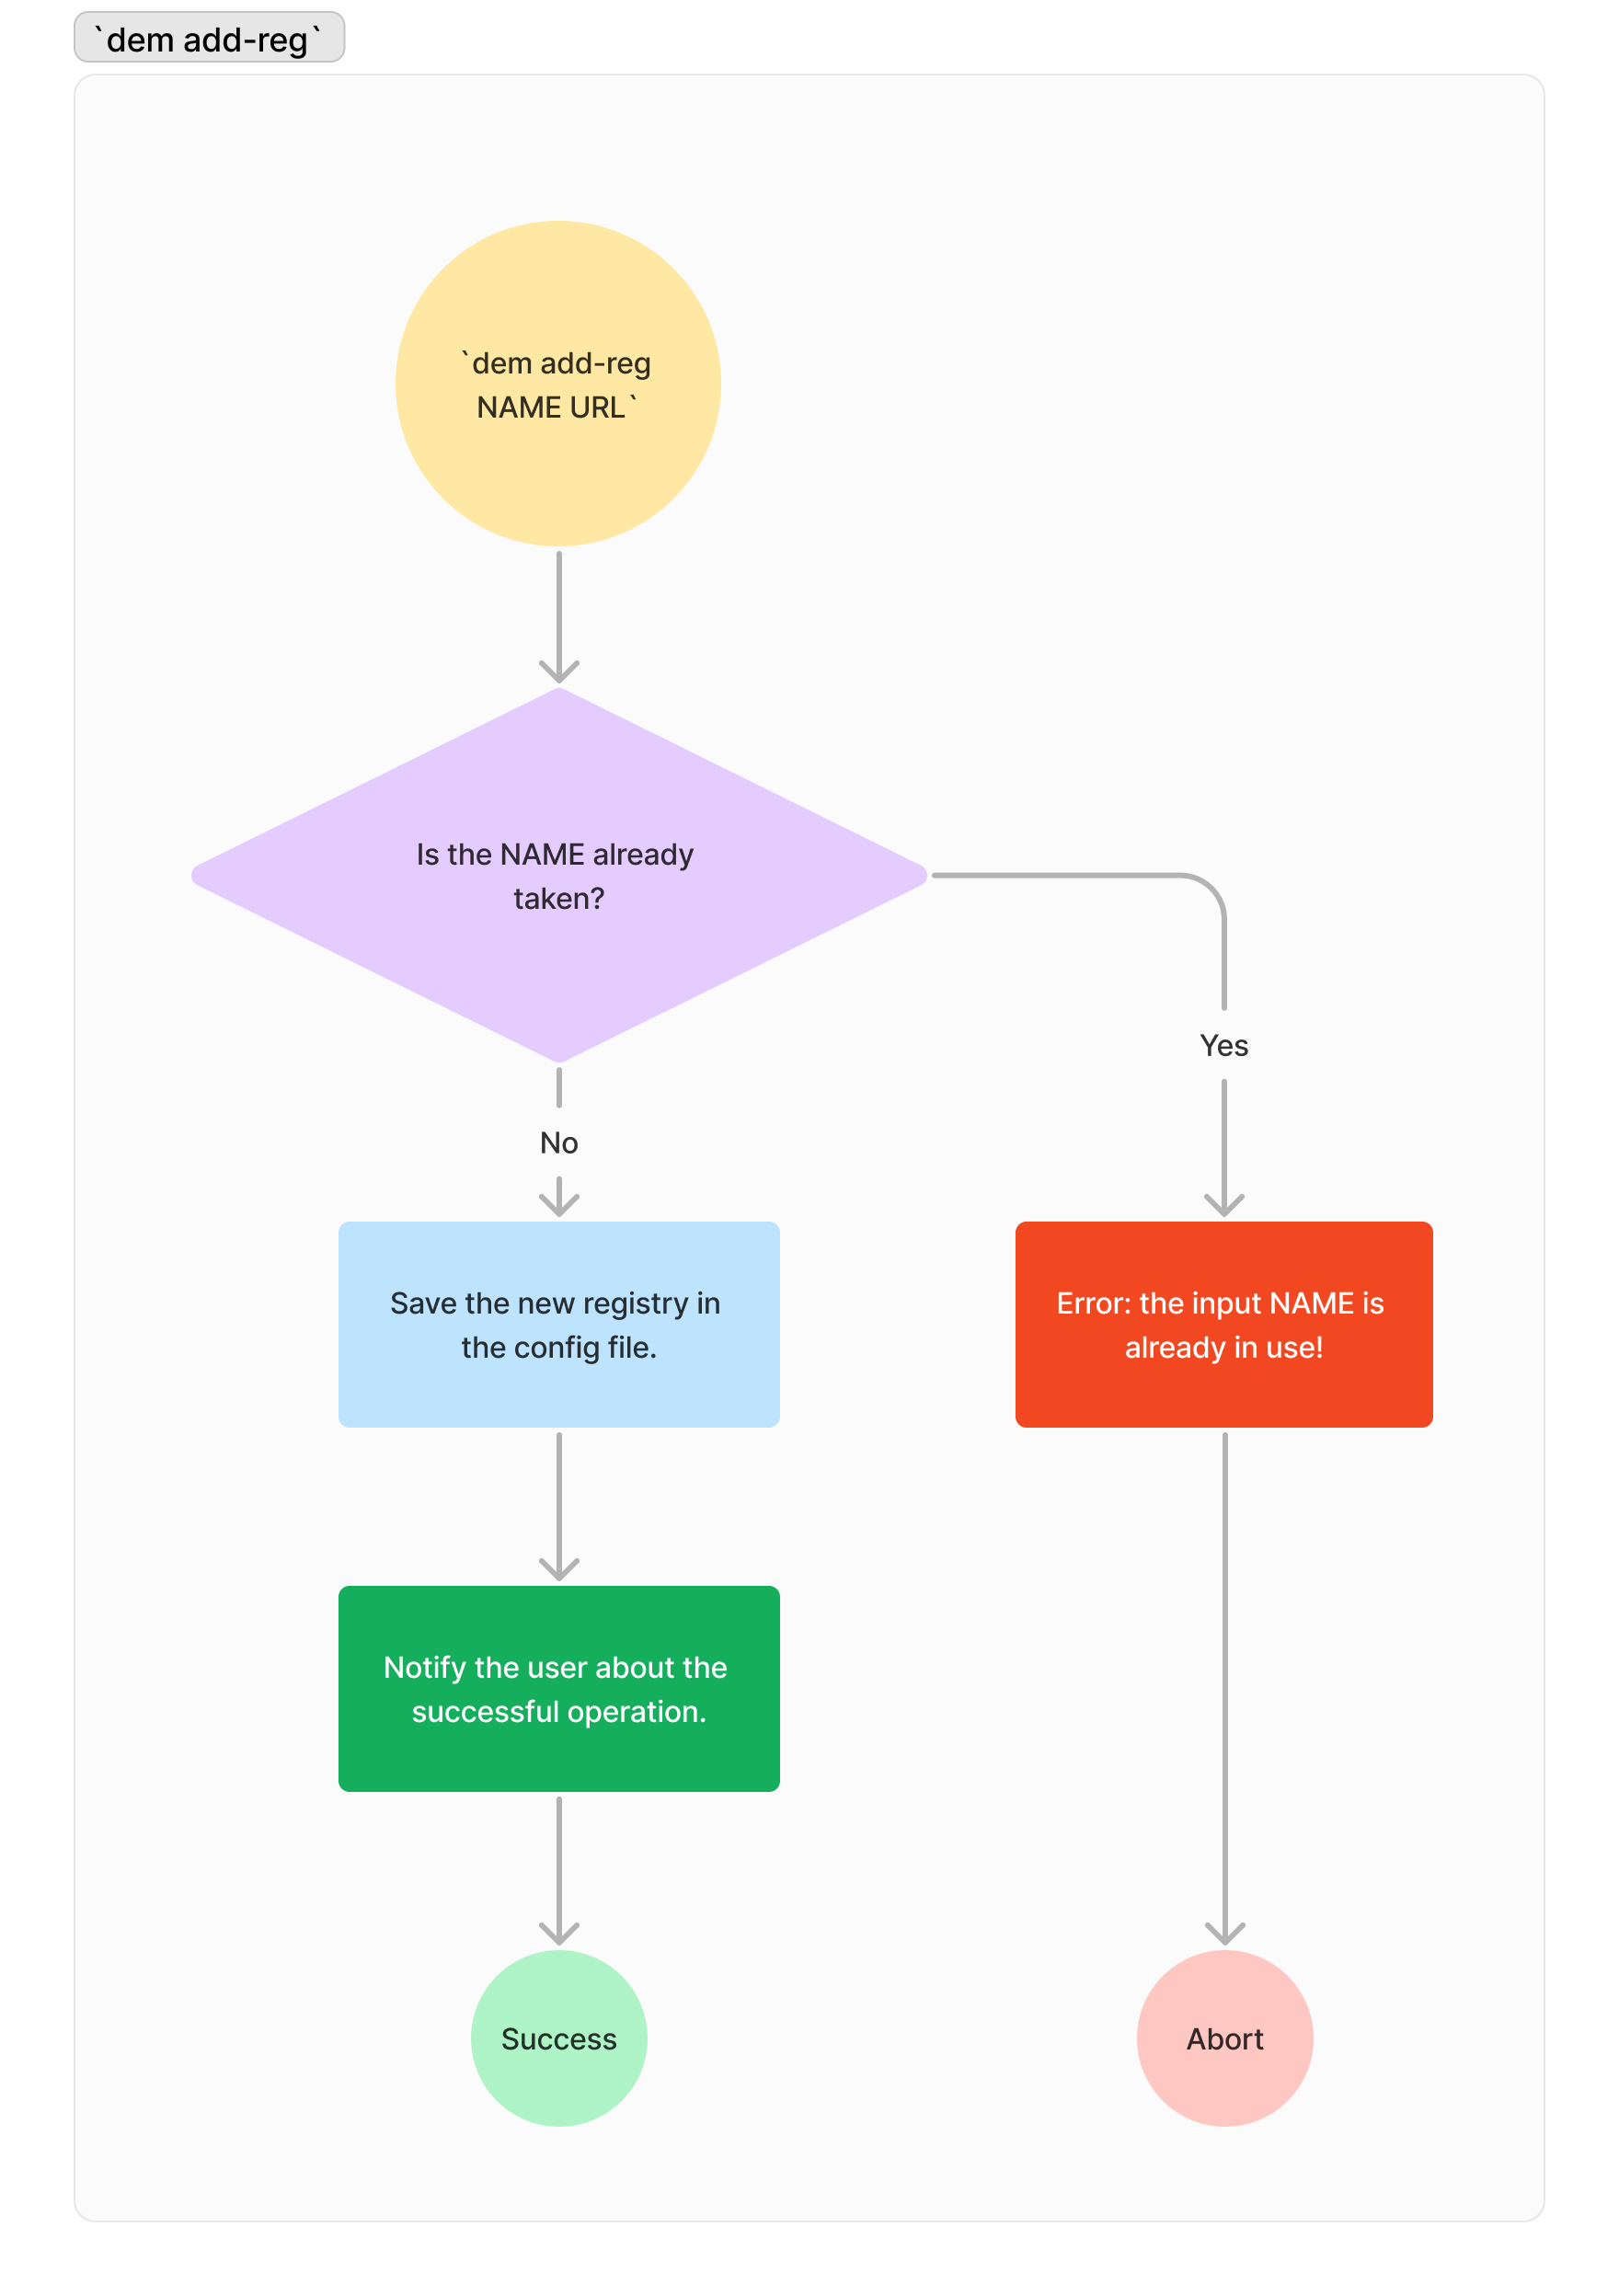 `dem add-reg`
`dem add-reg
NAME URL`
Is the NAME already
taken?
Yes
No
Save the new registry in
the config file.
Error: the input NAME is
already in use!
Notify the user about the
successful operation.
Success
Abort